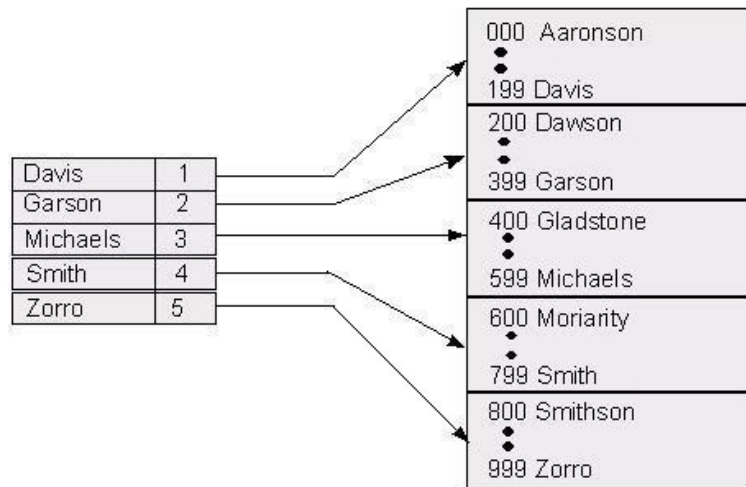 Davis 1
Garson 2
Michaels 3
Smith 4
Zorro 5
000 Aaronson
199 Davis
200 Dawson
399 Garson
400 Gladstone
599 Michaels
600 Moriarity
799 Smith
800 Smithson
999 Zorro